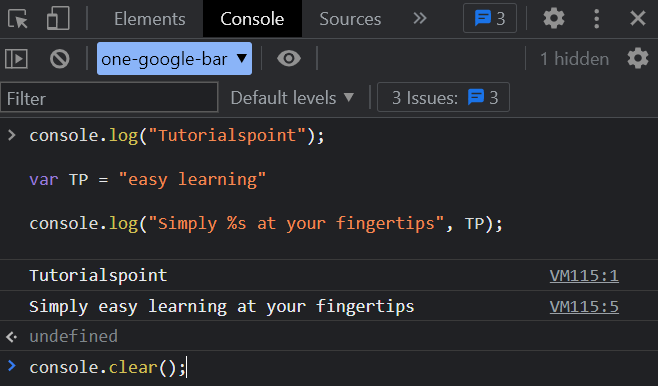 Elements Console Sources » 3
one-google-bar ▼ 1 hidden
Filter Default levels ▼ 3 Issues: 3
> console.log("Tutorialspoint");
var TP = "easy learning"
console.log("Simply %s at your fingertips", TP);
Tutorialspoint VM115:1
Simply easy learning at your fingertips VM115:5
undefined
> console.clear();